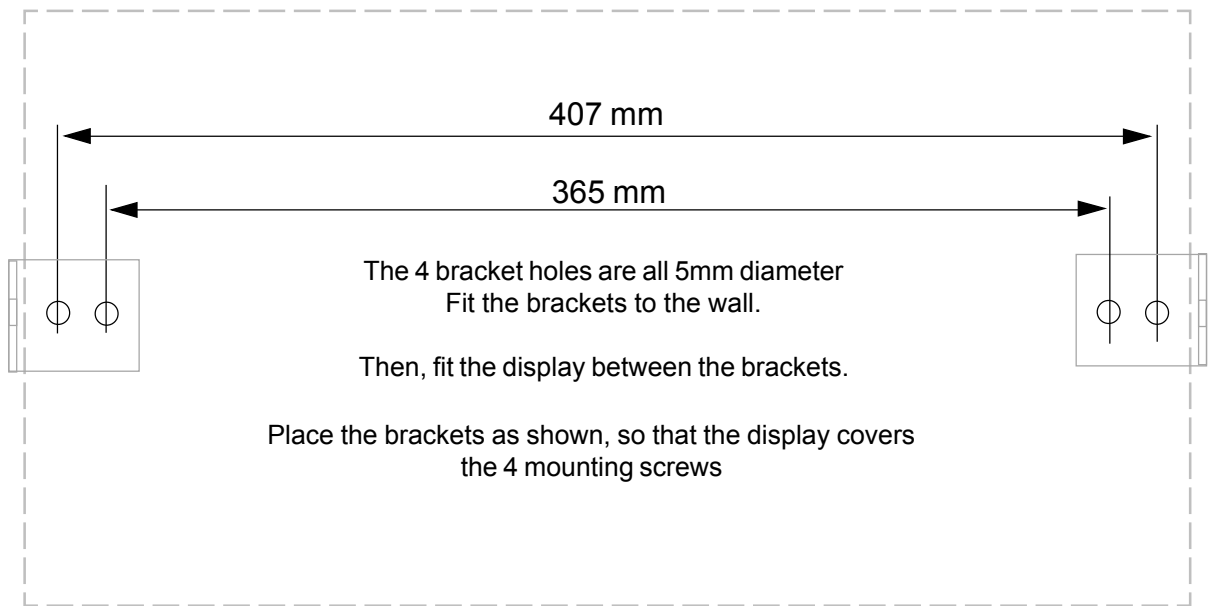 407 mm
365 mm
The 4 bracket holes are all 5mm diameter
Fit the brackets to the wall.
Then, fit the display between the brackets.
Place the brackets as shown, so that the display covers
the 4 mounting screws